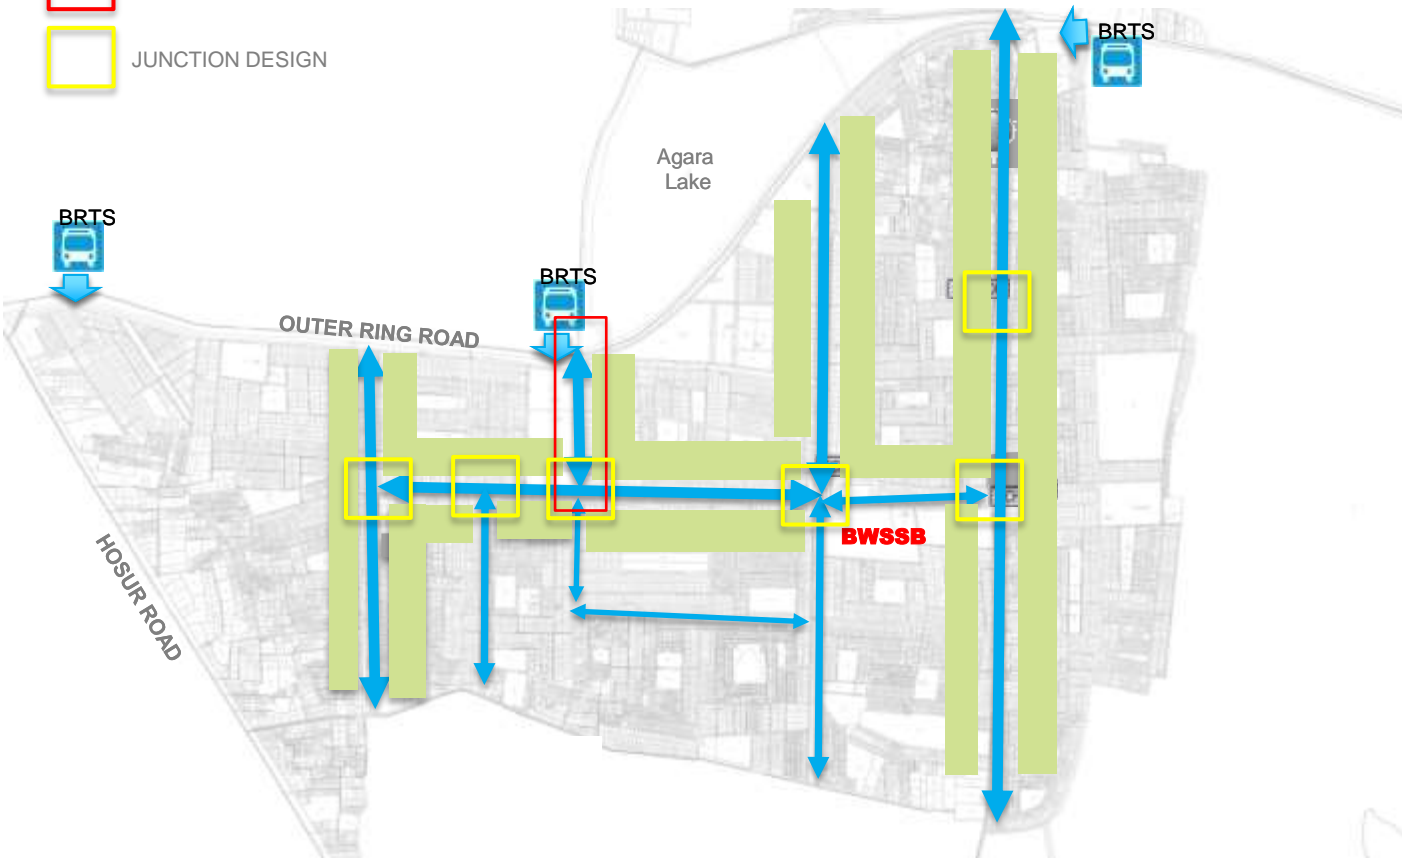 JUNCTION DESIGN
BRTS
Agara
Lake
BRTS
BRTS
OUTER RING ROAD
BWSSB
HOSUR ROAD